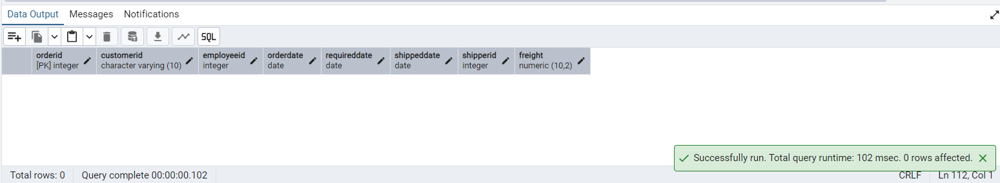 Data Output Messages Notifications
SQL
orderid customerid employeeid orderdate requireddate shippeddate shipperid freight
[PK] integer character varying (10) integer date date date integer numeric (10,2)
Successfully run. Total query runtime: 102 msec. 0 rows affected.
Total rows: 0 Query complete 00:00:00.102 CRLF Ln 112, Col 1